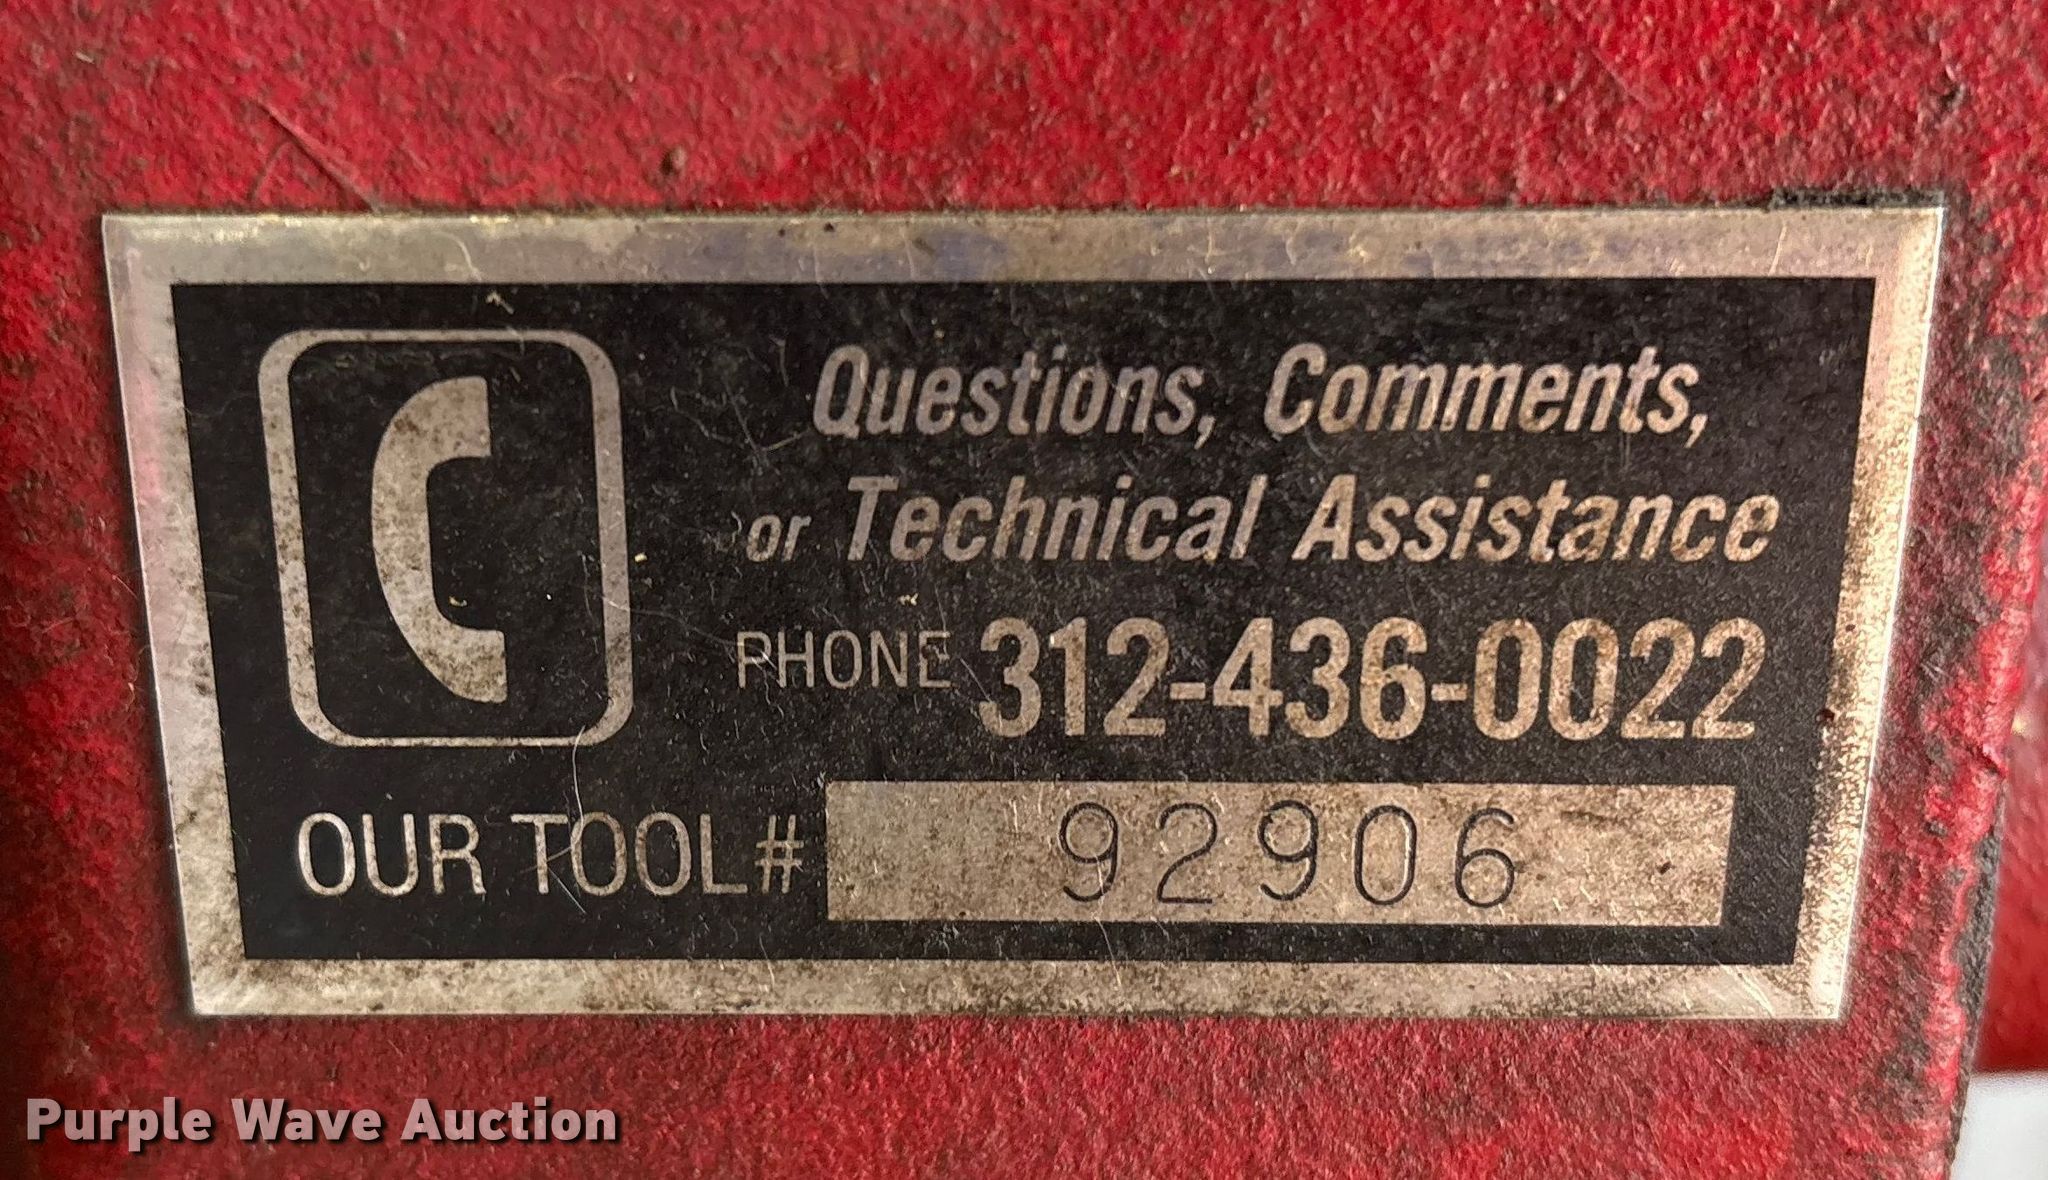 Questions, Comments,
or Technical Assistance
PHONE 312-436-0022
OUR TOOL# 92906
Purple Wave Auction